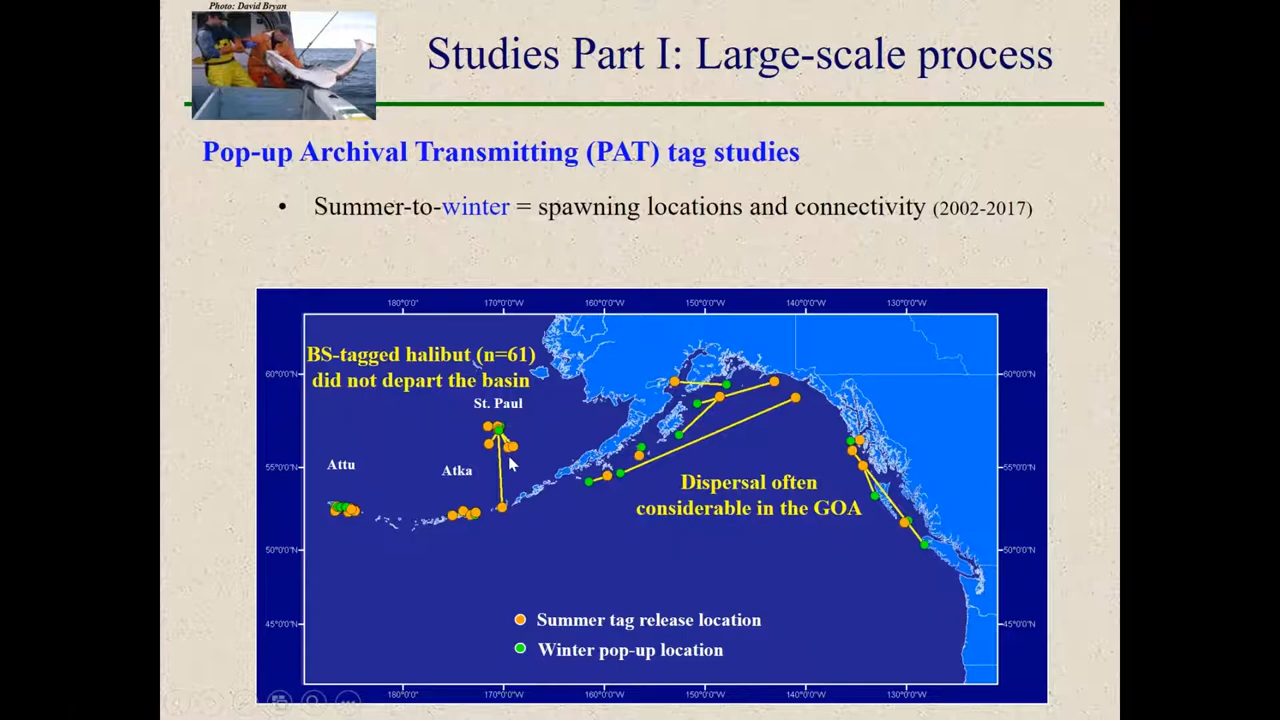 Photo: David Bryan
Studies Part I: Large-scale process
Pop-up Archival Transmitting (PAT) tag studies
• Summer-to-winter = spawning locations and connectivity (2002-2017)
180°0'0" 170°0'0"W 160°0'0"W 150°0'0"W 140°0'0"W 130°0'0"W
BS-tagged halibut (n=61)
did not depart the basin
60°0'0"N 60°0'0"N
St. Paul
Attu
Atka
55°0'0"N 55°0'0"N
Dispersal often
considerable in the GOA
50°0'0"N 50°0'0"N
Summer tag release location
45°0'0"N 45°0'0"N
Winter pop-up location
180°0'0" 170°0'0"W 160°0'0"W 150°0'0"W 140°0'0"W 130°0'0"W